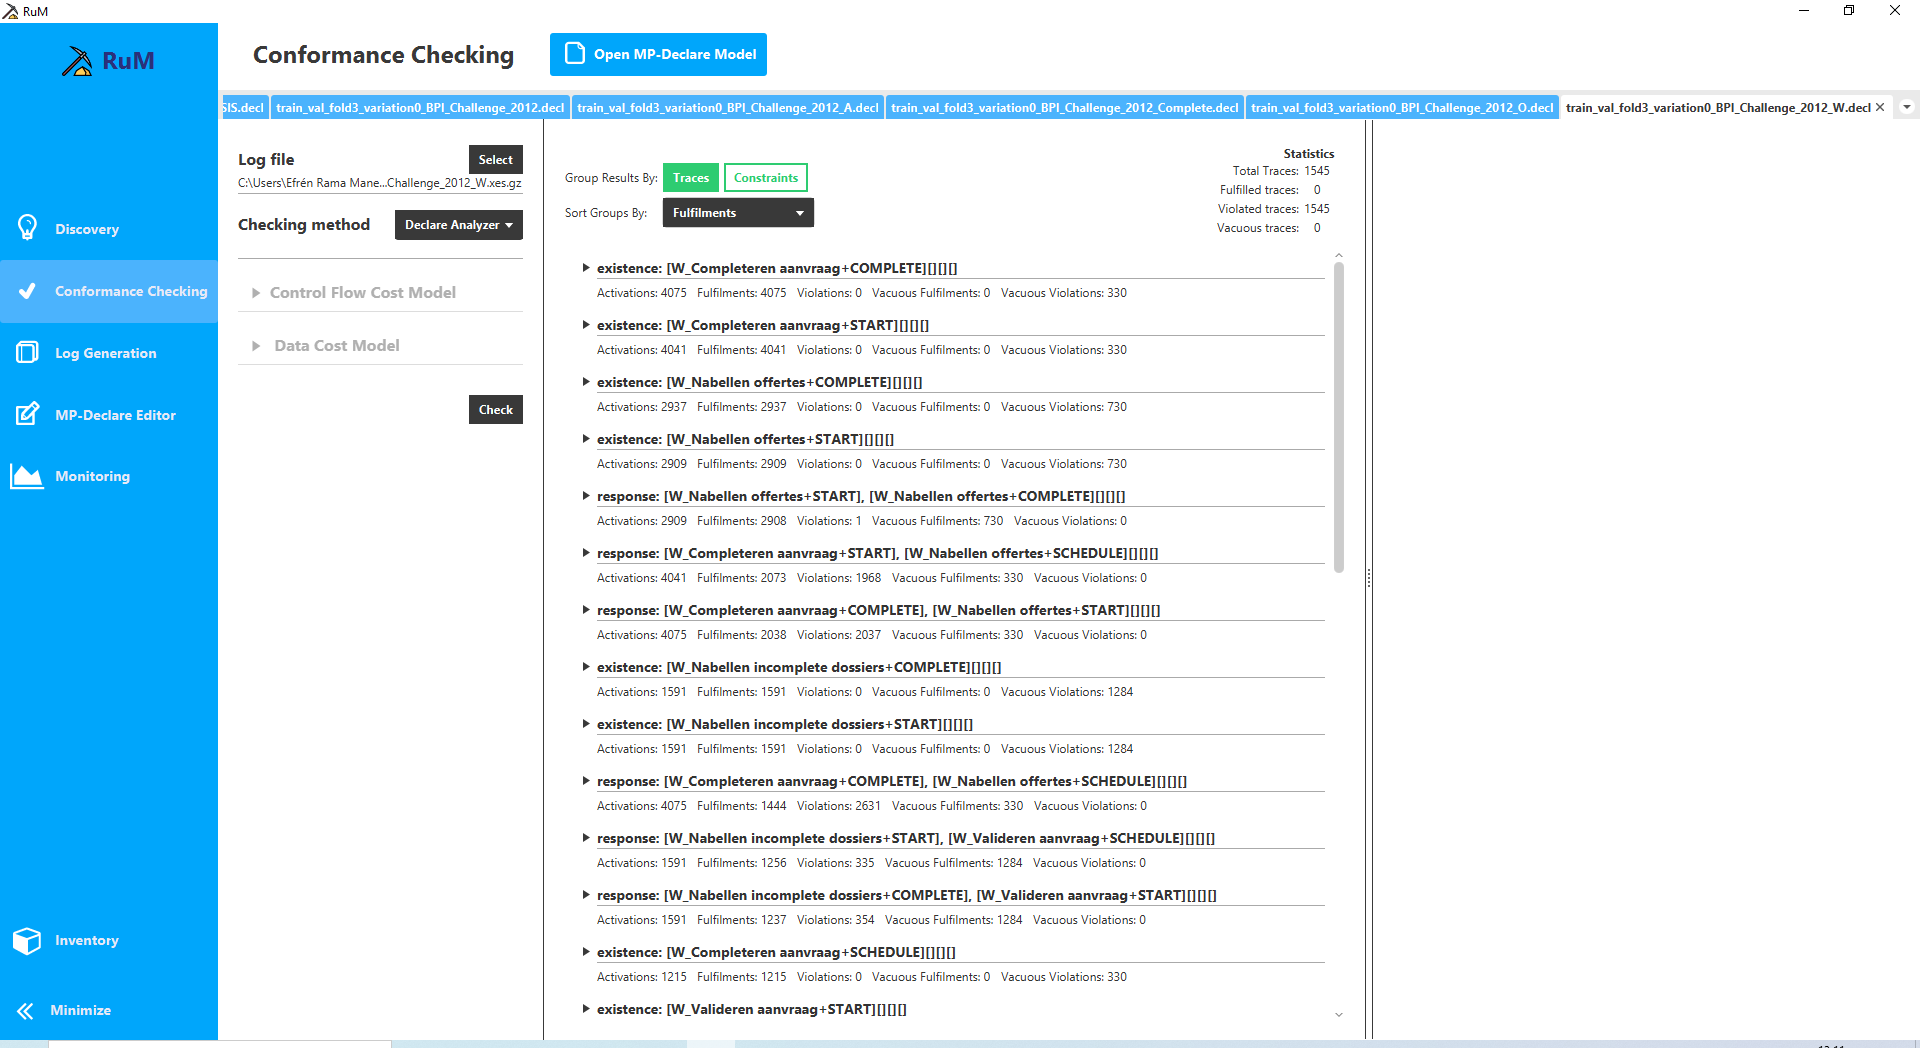 RuM
RuM
Conformance Checking
Open MP-Declare Model
SIS.decl
train_val_fold3_variation0_BPI_Challenge_2012.decl
train_val_fold3_variation0_BPI_Challenge_2012_A.decl
train_val_fold3_variation0_BPI_Challenge_2012_Complete.decl
train_val_fold3_variation0_BPI_Challenge_2012_O.decl
train_val_fold3_variation0_BPI_Challenge_2012_W.decl
Discovery
Conformance Checking
Log Generation
MP-Declare Editor
Monitoring
Inventory
Minimize
Log file
Select
C:\Users\Efrén Rama Mane...Challenge_2012_W.xes.gz
Checking method
Declare Analyzer
Control Flow Cost Model
Data Cost Model
Check
Group Results By: Traces Constraints
Sort Groups By: Fulfilments
Statistics
Total Traces: 1545
Fulfilled traces: 0
Violated traces: 1545
Vacuous traces: 0
existence: [W_Completeren aanvraag+COMPLETE][][][]
Activations: 4075 Fulfilments: 4075 Violations: 0 Vacuous Fulfilments: 0 Vacuous Violations: 330
existence: [W_Completeren aanvraag+START][][][]
Activations: 4041 Fulfilments: 4041 Violations: 0 Vacuous Fulfilments: 0 Vacuous Violations: 330
existence: [W_Nabellen offertes+COMPLETE][][][]
Activations: 2937 Fulfilments: 2937 Violations: 0 Vacuous Fulfilments: 0 Vacuous Violations: 730
existence: [W_Nabellen offertes+START][][][]
Activations: 2909 Fulfilments: 2909 Violations: 0 Vacuous Fulfilments: 0 Vacuous Violations: 730
response: [W_Nabellen offertes+START], [W_Nabellen offertes+COMPLETE][][][]
Activations: 2909 Fulfilments: 2908 Violations: 1 Vacuous Fulfilments: 730 Vacuous Violations: 0
response: [W_Completeren aanvraag+START], [W_Nabellen offertes+SCHEDULE][][][]
Activations: 4041 Fulfilments: 2073 Violations: 1968 Vacuous Fulfilments: 330 Vacuous Violations: 0
response: [W_Completeren aanvraag+COMPLETE], [W_Nabellen offertes+START][][][]
Activations: 4075 Fulfilments: 2038 Violations: 2037 Vacuous Fulfilments: 330 Vacuous Violations: 0
existence: [W_Nabellen incomplete dossiers+COMPLETE][][][]
Activations: 1591 Fulfilments: 1591 Violations: 0 Vacuous Fulfilments: 0 Vacuous Violations: 1284
existence: [W_Nabellen incomplete dossiers+START][][][]
Activations: 1591 Fulfilments: 1591 Violations: 0 Vacuous Fulfilments: 0 Vacuous Violations: 1284
response: [W_Completeren aanvraag+COMPLETE], [W_Nabellen offertes+SCHEDULE][][][]
Activations: 4075 Fulfilments: 1444 Violations: 2631 Vacuous Fulfilments: 330 Vacuous Violations: 0
response: [W_Nabellen incomplete dossiers+START], [W_Valideren aanvraag+SCHEDULE][][][]
Activations: 1591 Fulfilments: 1256 Violations: 335 Vacuous Fulfilments: 1284 Vacuous Violations: 0
response: [W_Nabellen incomplete dossiers+COMPLETE], [W_Valideren aanvraag+START][][][]
Activations: 1591 Fulfilments: 1237 Violations: 354 Vacuous Fulfilments: 1284 Vacuous Violations: 0
existence: [W_Completeren aanvraag+SCHEDULE][][][]
Activations: 1215 Fulfilments: 1215 Violations: 0 Vacuous Fulfilments: 0 Vacuous Violations: 330
existence: [W_Valideren aanvraag+START][][][]